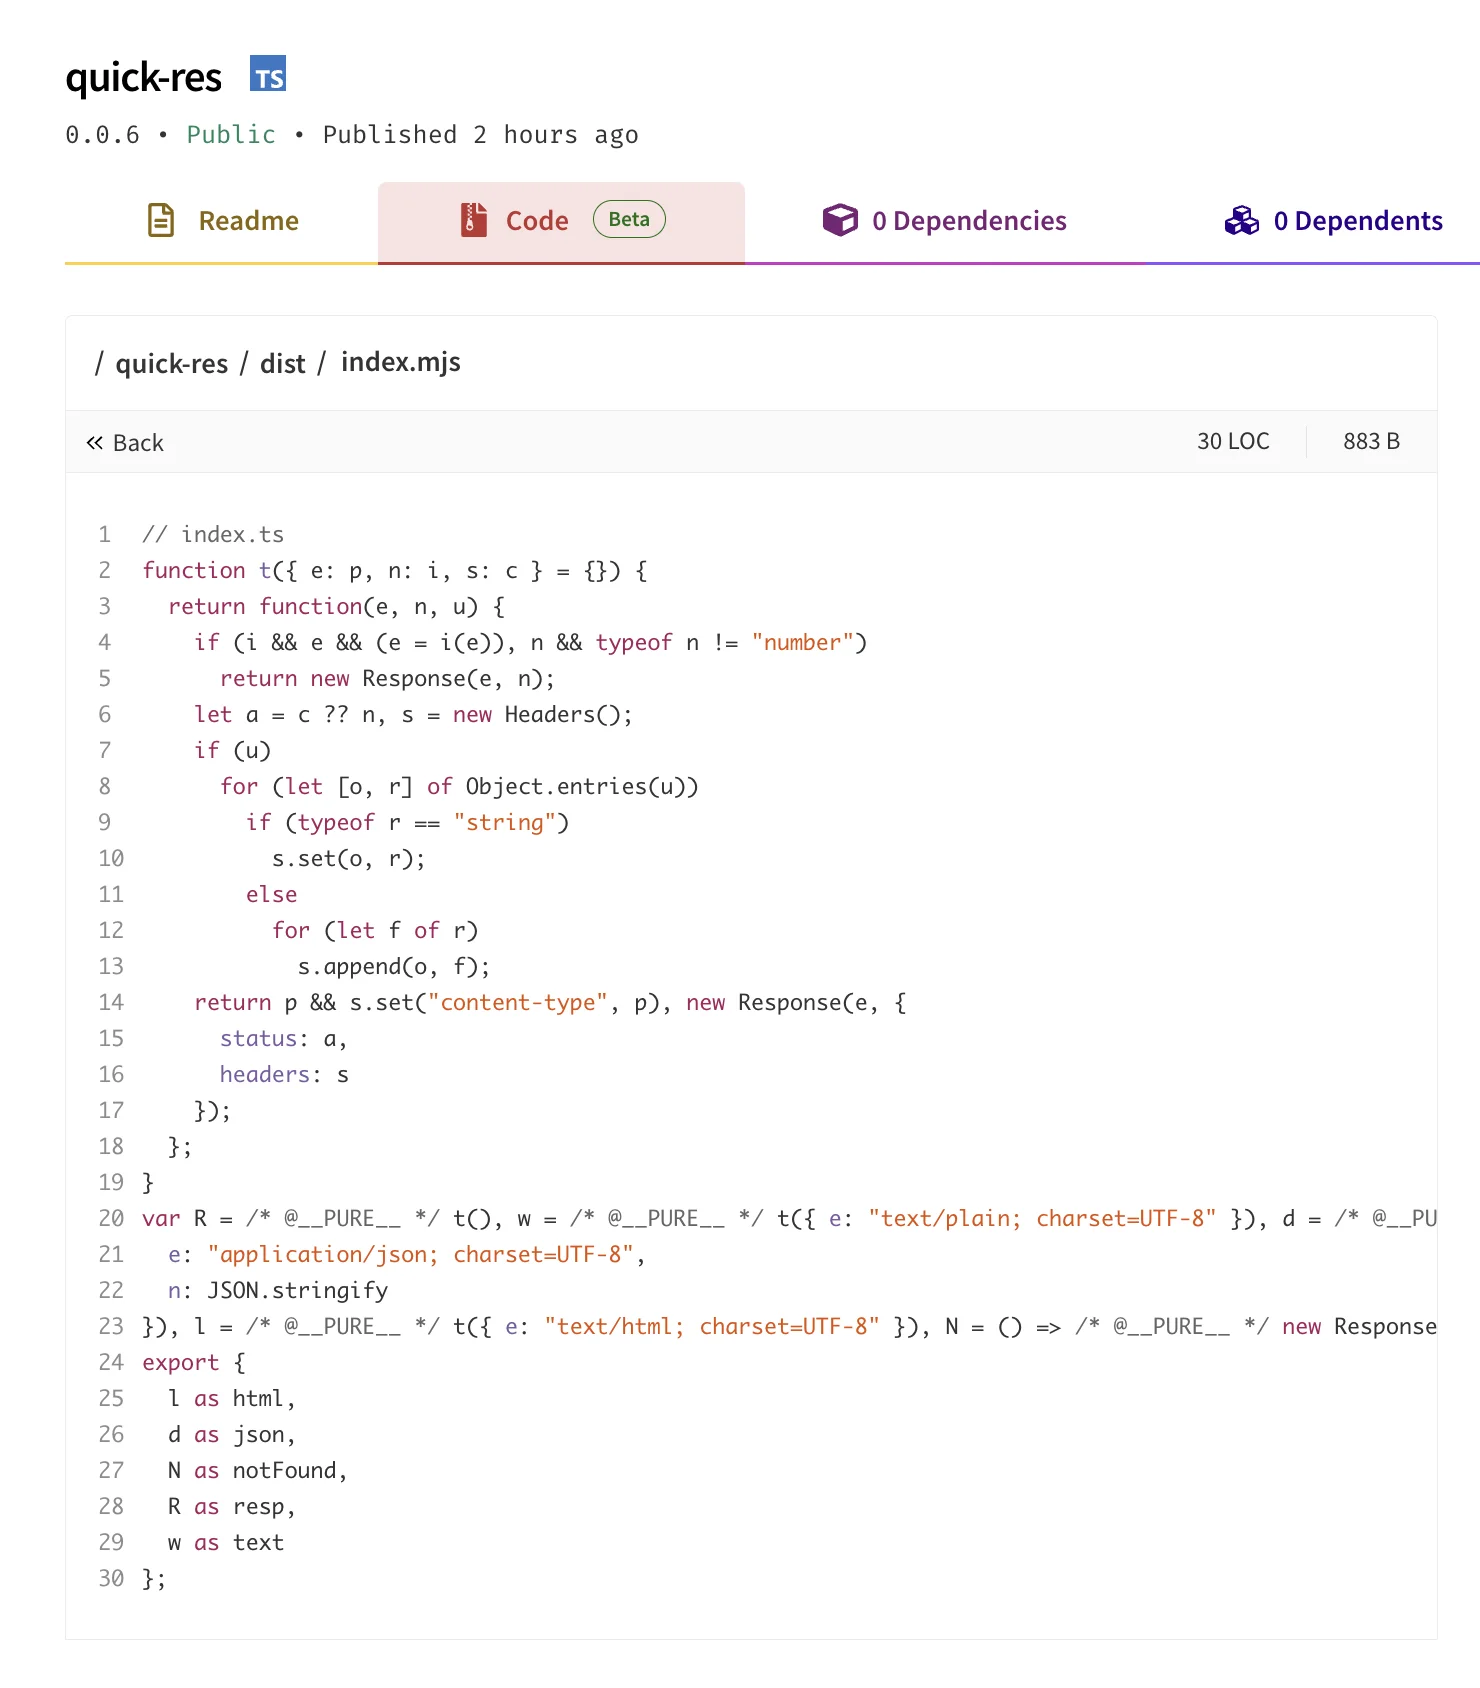 quick-res TS
0.0.6 • Public • Published 2 hours ago
Readme Code Beta 0 Dependencies 0 Dependents
/ quick-res / dist / index.mjs
« Back 30 LOC 883 B
1 // index.ts
2 function t({ e: p, n: i, s: c } = {}) {
3   return function(e, n, u) {
4     if (i && e && (e = i(e)), n && typeof n != "number")
5       return new Response(e, n);
6     let a = c ?? n, s = new Headers();
7     if (u)
8       for (let [o, r] of Object.entries(u))
9         if (typeof r == "string")
10           s.set(o, r);
11         else
12           for (let f of r)
13             s.append(o, f);
14     return p && s.set("content-type", p), new Response(e, {
15       status: a,
16       headers: s
17     });
18   };
19 }
20 var R = /* @__PURE__ */ t(), w = /* @__PURE__ */ t({ e: "text/plain; charset=UTF-8" }), d = /* @__PU
21   e: "application/json; charset=UTF-8",
22   n: JSON.stringify
23 }), l = /* @__PURE__ */ t({ e: "text/html; charset=UTF-8" }), N = () => /* @__PURE__ */ new Response
24 export {
25   l as html,
26   d as json,
27   N as notFound,
28   R as resp,
29   w as text
30 };